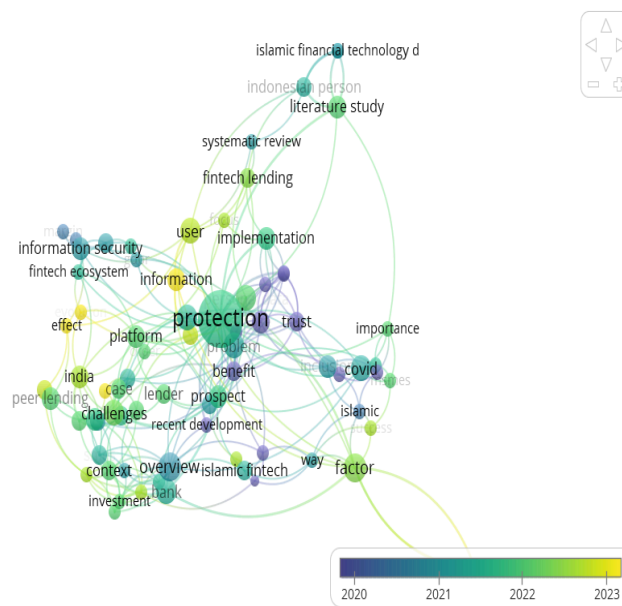 islamic financial technology d
indonesian person
literature study
systematic review
fintech lending
user
implementation
information security
fintech ecosystem
information
protection
trust
effect
platform
problem
importance
benefit
covid
india
case
lender
prospect
peer lending
challenges
islamic
recent development
success
way
context
overview
islamic fintech
factor
bank
investment
2020 2021 2022 2023